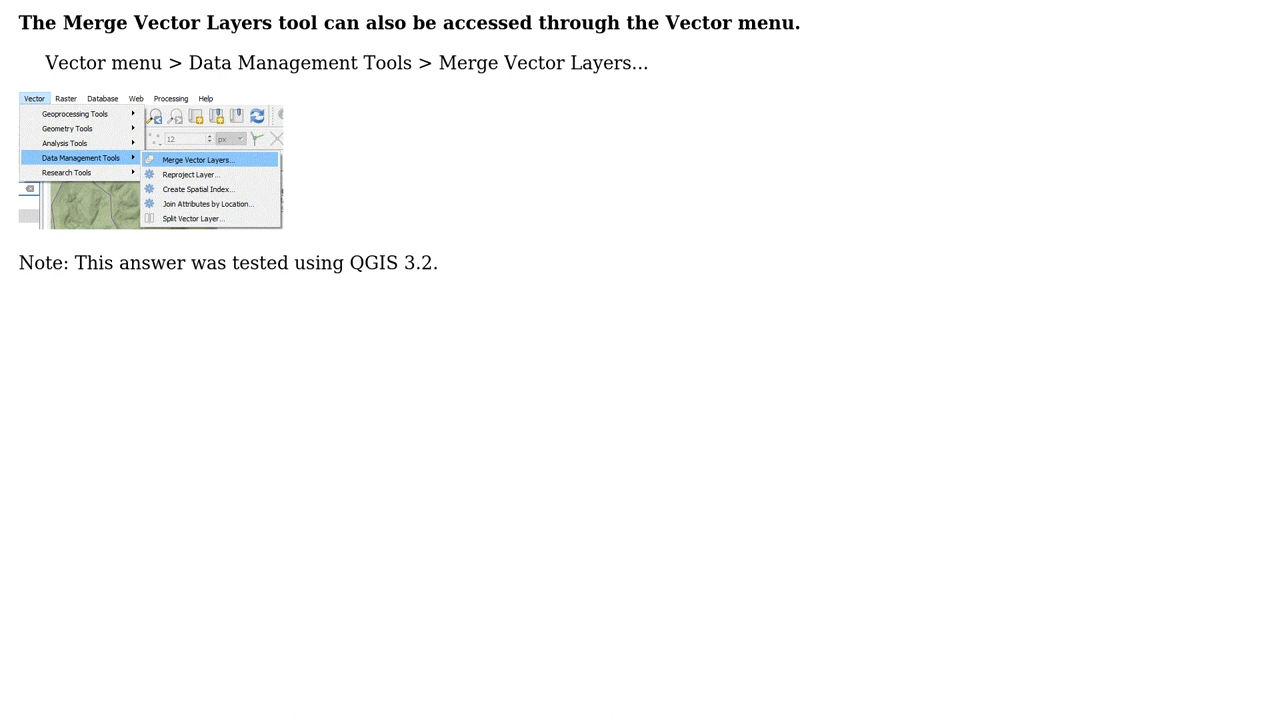 The Merge Vector Layers tool can also be accessed through the Vector menu.
Vector menu > Data Management Tools > Merge Vector Layers...
Vector Raster Database Web Processing Help
Geoprocessing Tools
Geometry Tools
12 px
Analysis Tools
Data Management Tools
Merge Vector Layers...
Research Tools
Reproject Layer...
Create Spatial Index...
Join Attributes by Location...
Split Vector Layer...
Note: This answer was tested using QGIS 3.2.